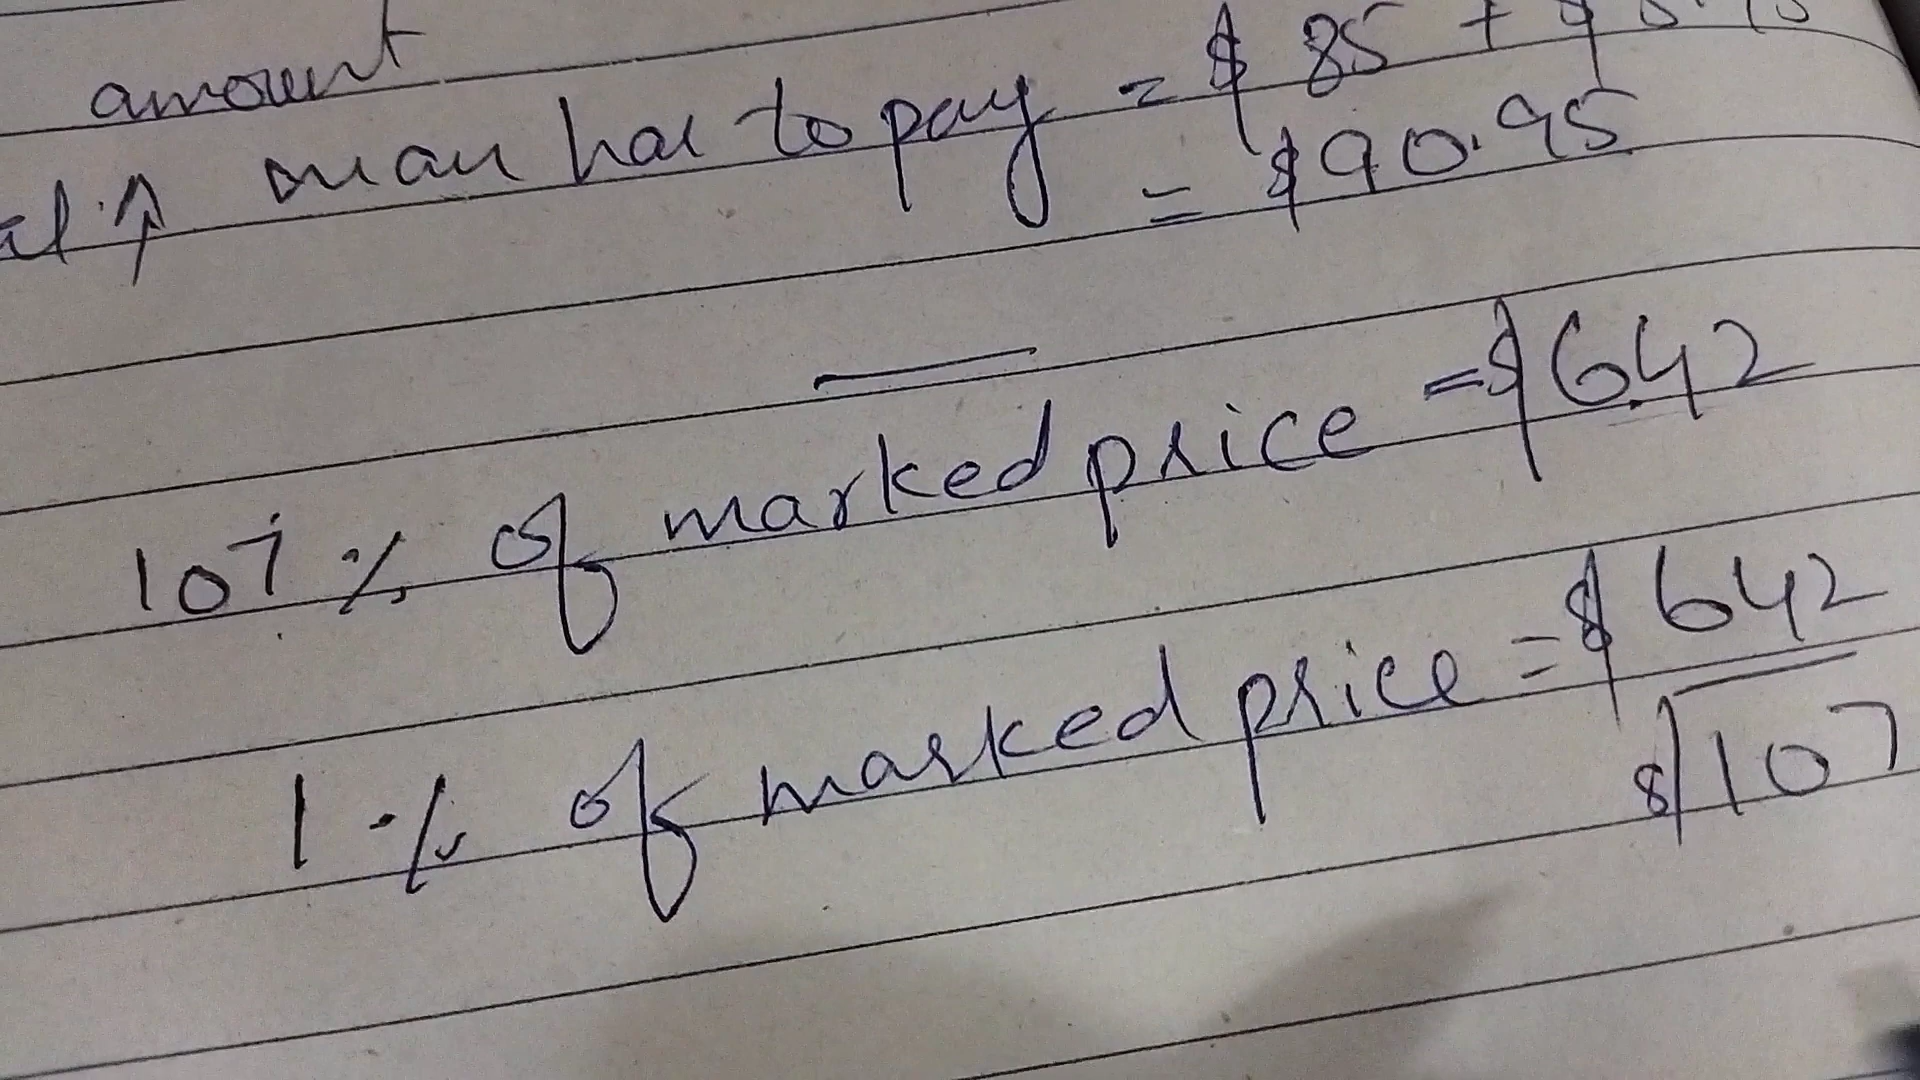 amount
al ↑ man has to pay = $ 85 + $
= $90.95
107 % of marked price = $642
1 % of marked price = $ 642
$107